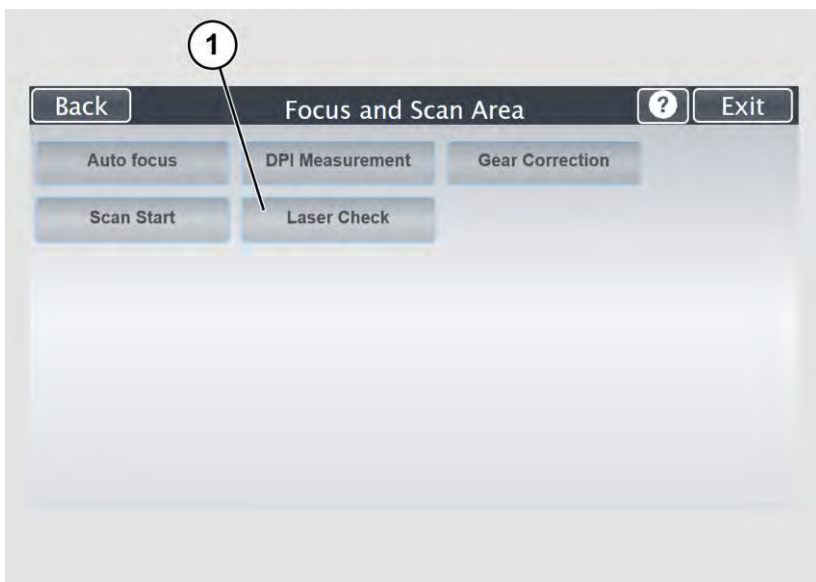 1
Back Focus and Scan Area ? Exit
Auto focus DPI Measurement Gear Correction
Scan Start Laser Check